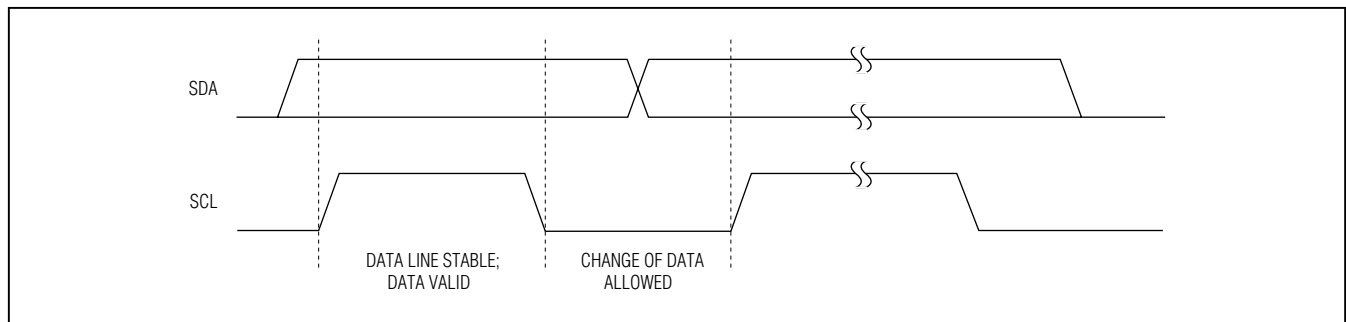 SDA
SCL
DATA LINE STABLE;
DATA VALID
CHANGE OF DATA
ALLOWED